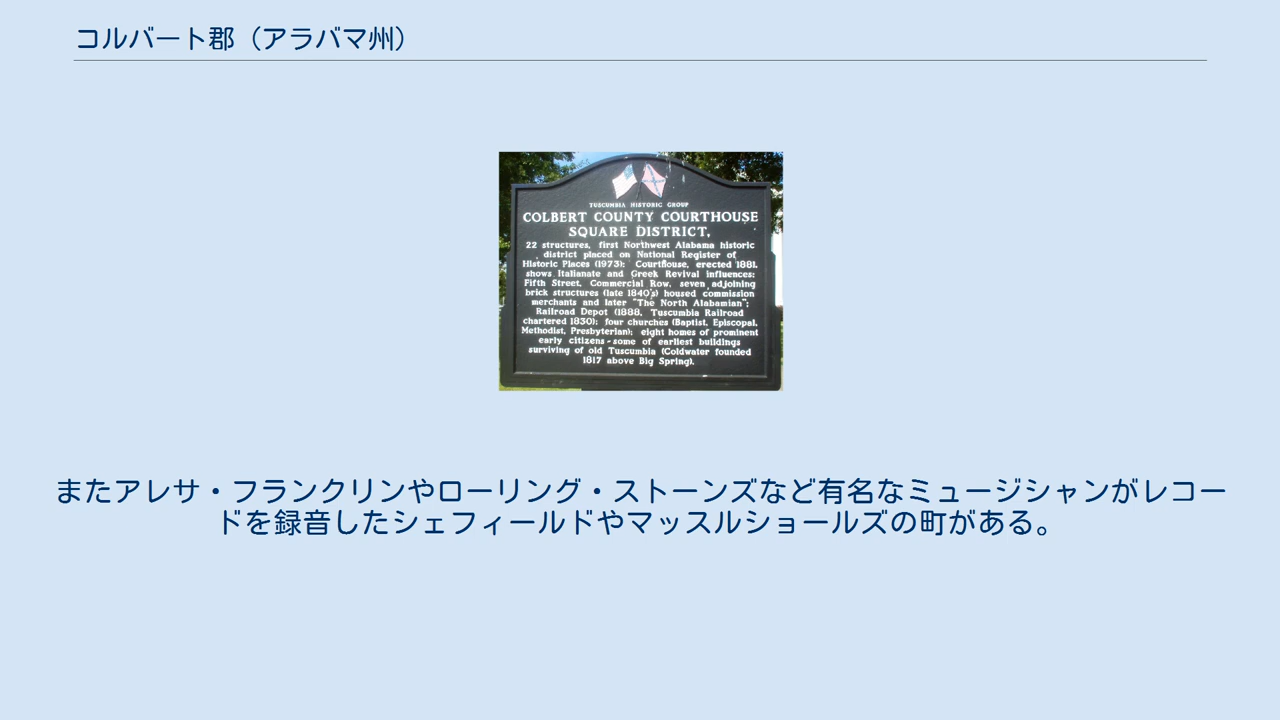 コルバート郡（アラバマ州）
TUSCUMBIA HISTORIC GROUP
COLBERT COUNTY COURTHOUSE
SQUARE DISTRICT,
22 structures, first Northwest Alabama historic
district placed on National Register of
Historic Places (1973): Courthouse, erected 1881,
shows Italianate and Greek Revival influences:
Fifth Street, Commercial Row, seven adjoining
brick structures (late 1840's) housed commission
merchants and later "The North Alabamian";
Railroad Depot (1888, Tuscumbia Railroad
chartered 1830); four churches (Baptist, Episcopal,
Methodist, Presbyterian); eight homes of prominent
early citizens - some of earliest buildings
surviving of old Tuscumbia (Coldwater founded
1817 above Big Spring).
またアレサ・フランクリンやローリング・ストーンズなど有名なミュージシャンがレコー
ドを録音したシェフィールドやマッスルショールズの町がある。